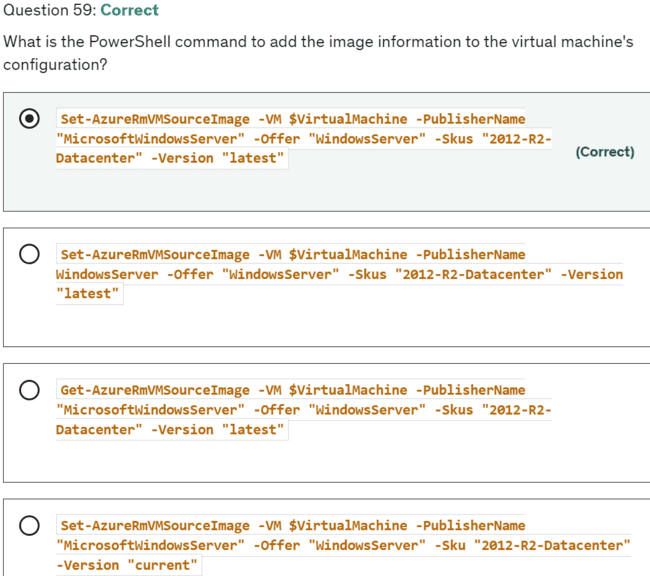 Question 59: Correct
What is the PowerShell command to add the image information to the virtual machine's
configuration?
Set-AzureRmVMSourceImage -VM $VirtualMachine -PublisherName
"MicrosoftWindowsServer" -Offer "WindowsServer" -Skus "2012-R2-
Datacenter" -Version "latest"
(Correct)
Set-AzureRmVMSourceImage -VM $VirtualMachine -PublisherName
WindowsServer -Offer "WindowsServer" -Skus "2012-R2-Datacenter" -Version
"latest"
Get-AzureRmVMSourceImage -VM $VirtualMachine -PublisherName
"MicrosoftWindowsServer" -Offer "WindowsServer" -Skus "2012-R2-
Datacenter" -Version "latest"
Set-AzureRmVMSourceImage -VM $VirtualMachine -PublisherName
"MicrosoftWindowsServer" -Offer "WindowsServer" -Sku "2012-R2-Datacenter"
-Version "current"